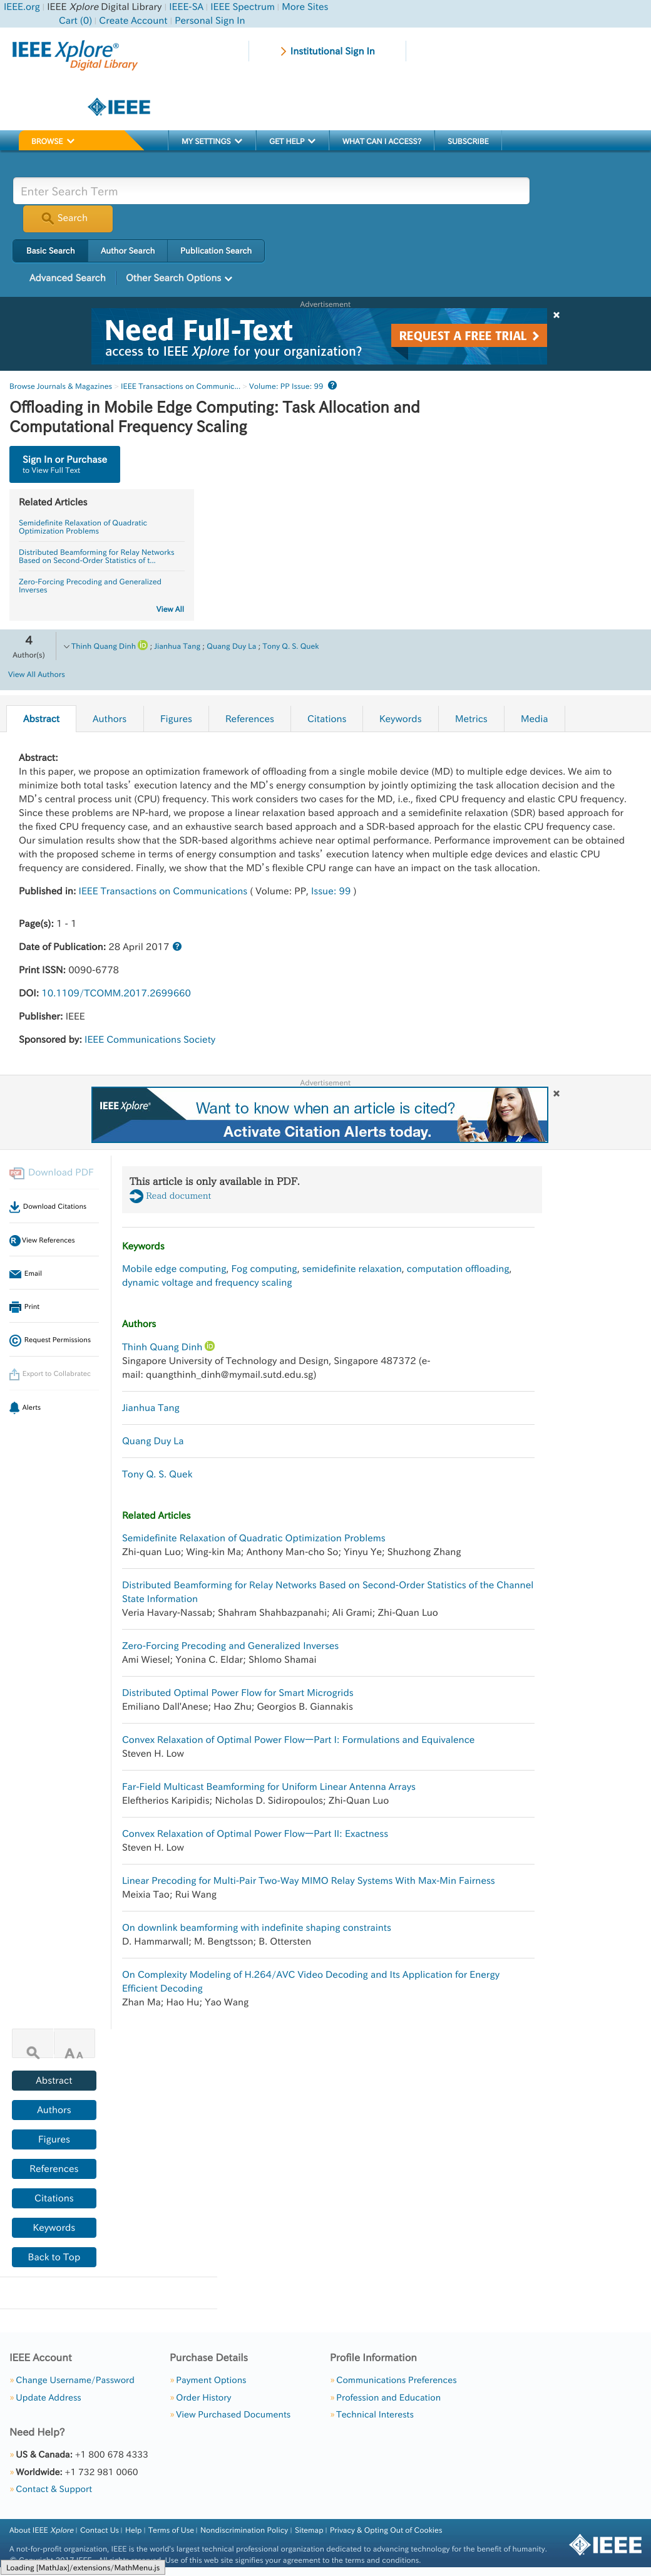 IEEE.org | IEEE Xplore Digital Library | IEEE-SA | IEEE Spectrum | More Sites
Cart (0) | Create Account | Personal Sign In
IEEE Xplore®
Digital Library
Institutional Sign In
IEEE
BROWSE
MY SETTINGS
GET HELP
WHAT CAN I ACCESS?
SUBSCRIBE
Enter Search Term
Search
Basic Search
Author Search
Publication Search
Advanced Search
Other Search Options
Advertisement
Need Full-Text
access to IEEE Xplore for your organization?
REQUEST A FREE TRIAL
Browse Journals & Magazines > IEEE Transactions on Communic... > Volume: PP Issue: 99
Offloading in Mobile Edge Computing: Task Allocation and
Computational Frequency Scaling
Sign In or Purchase
to View Full Text
Related Articles
Semidefinite Relaxation of Quadratic
Optimization Problems
Distributed Beamforming for Relay Networks
Based on Second-Order Statistics of t...
Zero-Forcing Precoding and Generalized
Inverses
View All
4
Author(s)
Thinh Quang Dinh iD ; Jianhua Tang ; Quang Duy La ; Tony Q. S. Quek
View All Authors
Abstract
Authors
Figures
References
Citations
Keywords
Metrics
Media
Abstract:
In this paper, we propose an optimization framework of offloading from a single mobile device (MD) to multiple edge devices. We aim to
minimize both total tasks' execution latency and the MD's energy consumption by jointly optimizing the task allocation decision and the
MD's central process unit (CPU) frequency. This work considers two cases for the MD, i.e., fixed CPU frequency and elastic CPU frequency.
Since these problems are NP-hard, we propose a linear relaxation based approach and a semidefinite relaxation (SDR) based approach for
the fixed CPU frequency case, and an exhaustive search based approach and a SDR-based approach for the elastic CPU frequency case.
Our simulation results show that the SDR-based algorithms achieve near optimal performance. Performance improvement can be obtained
with the proposed scheme in terms of energy consumption and tasks' execution latency when multiple edge devices and elastic CPU
frequency are considered. Finally, we show that the MD's flexible CPU range can have an impact on the task allocation.
Published in: IEEE Transactions on Communications ( Volume: PP, Issue: 99 )
Page(s): 1 - 1
Date of Publication: 28 April 2017
Print ISSN: 0090-6778
DOI: 10.1109/TCOMM.2017.2699660
Publisher: IEEE
Sponsored by: IEEE Communications Society
Advertisement
IEEE Xplore®
Want to know when an article is cited?
Activate Citation Alerts today.
Download PDF
Download Citations
View References
Email
Print
Request Permissions
Export to Collabratec
Alerts
This article is only available in PDF.
Read document
Keywords
Mobile edge computing, Fog computing, semidefinite relaxation, computation offloading,
dynamic voltage and frequency scaling
Authors
Thinh Quang Dinh iD
Singapore University of Technology and Design, Singapore 487372 (e-
mail: quangthinh_dinh@mymail.sutd.edu.sg)
Jianhua Tang
Quang Duy La
Tony Q. S. Quek
Related Articles
Semidefinite Relaxation of Quadratic Optimization Problems
Zhi-quan Luo; Wing-kin Ma; Anthony Man-cho So; Yinyu Ye; Shuzhong Zhang
Distributed Beamforming for Relay Networks Based on Second-Order Statistics of the Channel
State Information
Veria Havary-Nassab; Shahram Shahbazpanahi; Ali Grami; Zhi-Quan Luo
Zero-Forcing Precoding and Generalized Inverses
Ami Wiesel; Yonina C. Eldar; Shlomo Shamai
Distributed Optimal Power Flow for Smart Microgrids
Emiliano Dall'Anese; Hao Zhu; Georgios B. Giannakis
Convex Relaxation of Optimal Power Flow—Part I: Formulations and Equivalence
Steven H. Low
Far-Field Multicast Beamforming for Uniform Linear Antenna Arrays
Eleftherios Karipidis; Nicholas D. Sidiropoulos; Zhi-Quan Luo
Convex Relaxation of Optimal Power Flow—Part II: Exactness
Steven H. Low
Linear Precoding for Multi-Pair Two-Way MIMO Relay Systems With Max-Min Fairness
Meixia Tao; Rui Wang
On downlink beamforming with indefinite shaping constraints
D. Hammarwall; M. Bengtsson; B. Ottersten
On Complexity Modeling of H.264/AVC Video Decoding and Its Application for Energy
Efficient Decoding
Zhan Ma; Hao Hu; Yao Wang
A A
Abstract
Authors
Figures
References
Citations
Keywords
Back to Top
IEEE Account
» Change Username/Password
» Update Address
Purchase Details
» Payment Options
» Order History
» View Purchased Documents
Profile Information
» Communications Preferences
» Profession and Education
» Technical Interests
Need Help?
» US & Canada: +1 800 678 4333
» Worldwide: +1 732 981 0060
» Contact & Support
About IEEE Xplore | Contact Us | Help | Terms of Use | Nondiscrimination Policy | Sitemap | Privacy & Opting Out of Cookies
A not-for-profit organization, IEEE is the world's largest technical professional organization dedicated to advancing technology for the benefit of humanity.
© Copyright 2017 IEEE - All rights reserved. Use of this web site signifies your agreement to the terms and conditions.
IEEE
Loading [MathJax]/extensions/MathMenu.js